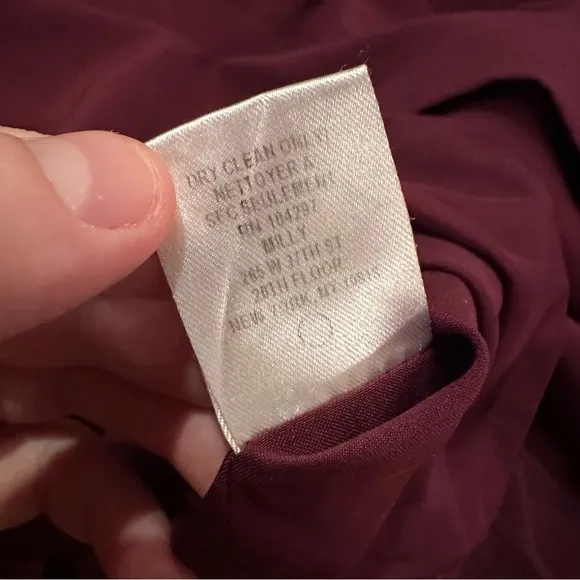 DRY CLEAN ONLY!
NETTOYER A
SEC SEULEMENT
RN 104297
MILLY
265 W 37TH ST
20TH FLOOR
NEW YORK, NY 10018